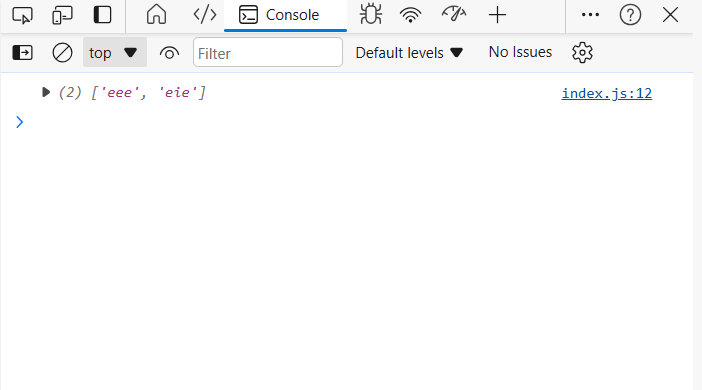 Console
top Filter Default levels No Issues
(2) ['eee', 'eie'] index.js:12